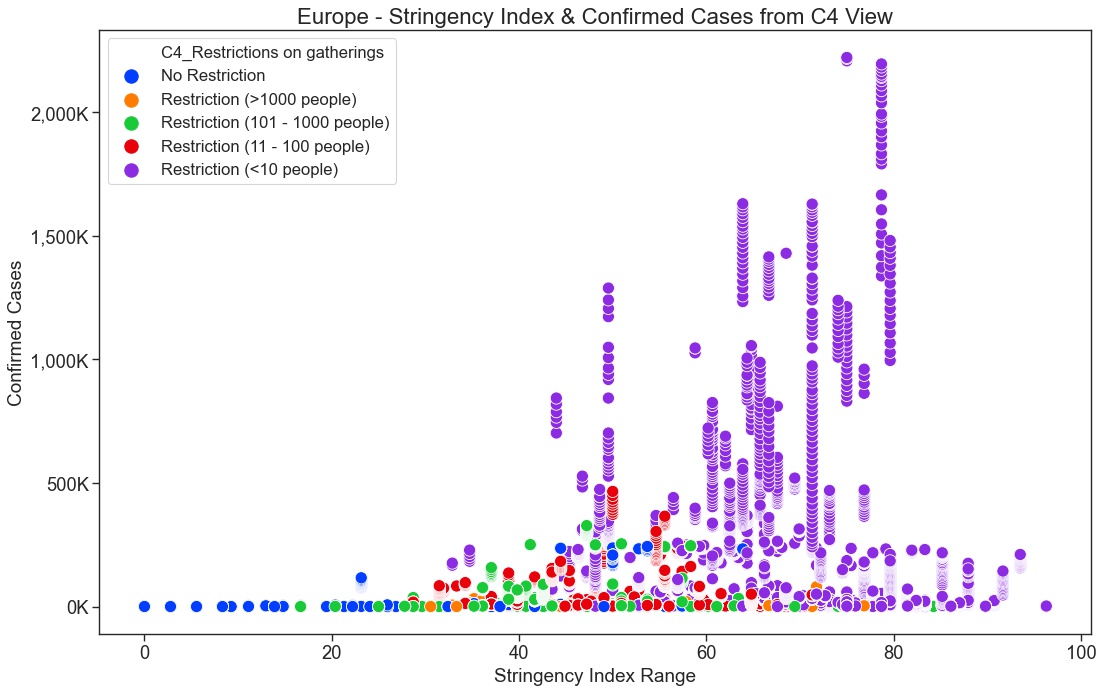 Europe - Stringency Index & Confirmed Cases from C4 View
C4_Restrictions on gatherings
No Restriction
Restriction (>1000 people)
Restriction (101 - 1000 people)
Restriction (11 - 100 people)
Restriction (<10 people)
Confirmed Cases
2,000K
1,500K
1,000K
500K
0K
0 20 40 60 80 100
Stringency Index Range